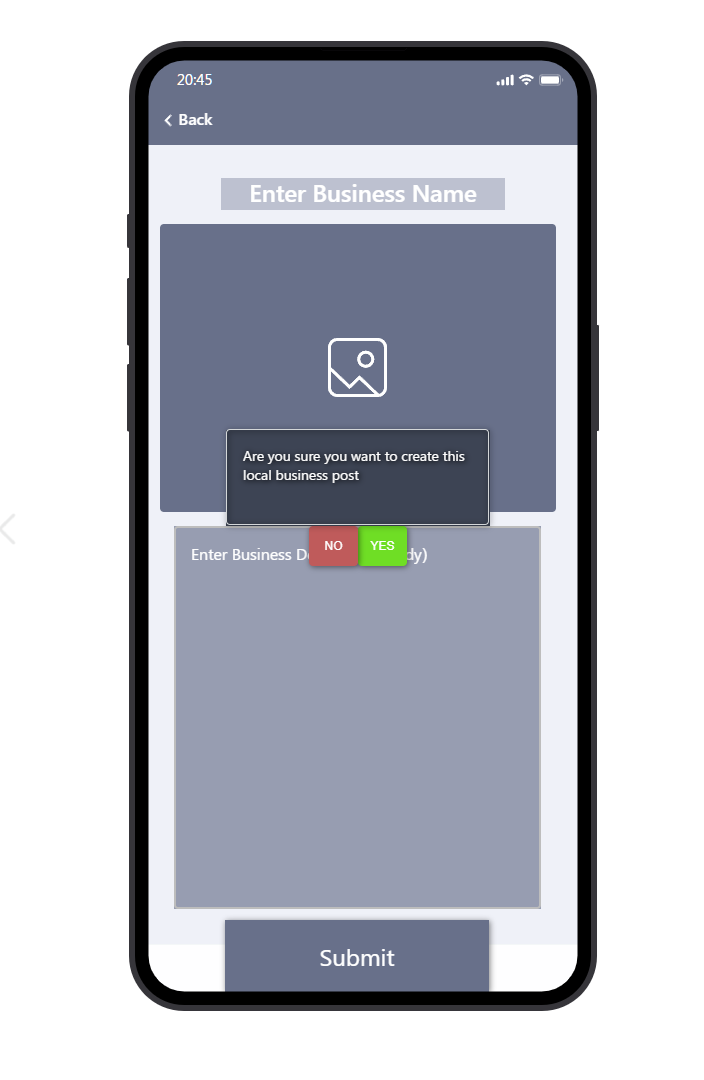 20:45
Back
Enter Business Name
Are you sure you want to create this
local business post
NO
YES
Enter Business D dy)
Submit